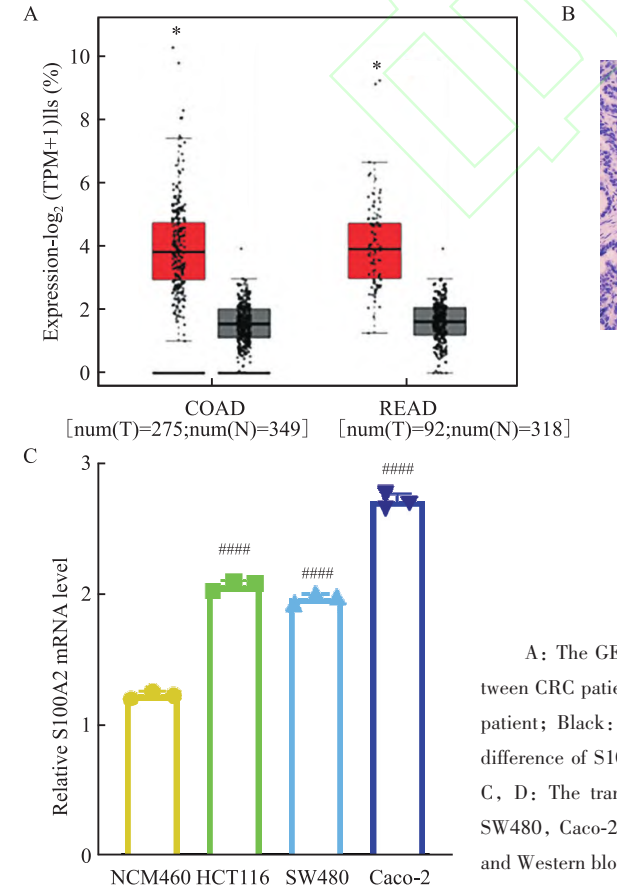 A
B
*
*
Expression-log₂ (TPM+1)lls (%)
10
8
6
4
2
0
COAD
READ
[num(T)=275;num(N)=349]
[num(T)=92;num(N)=318]
C
Relative S100A2 mRNA level
3
2
1
0
####
####
####
NCM460 HCT116 SW480 Caco-2
A: The GE
tween CRC patie
patient; Black:
difference of S10
C, D: The tran
SW480, Caco-2
and Western blo